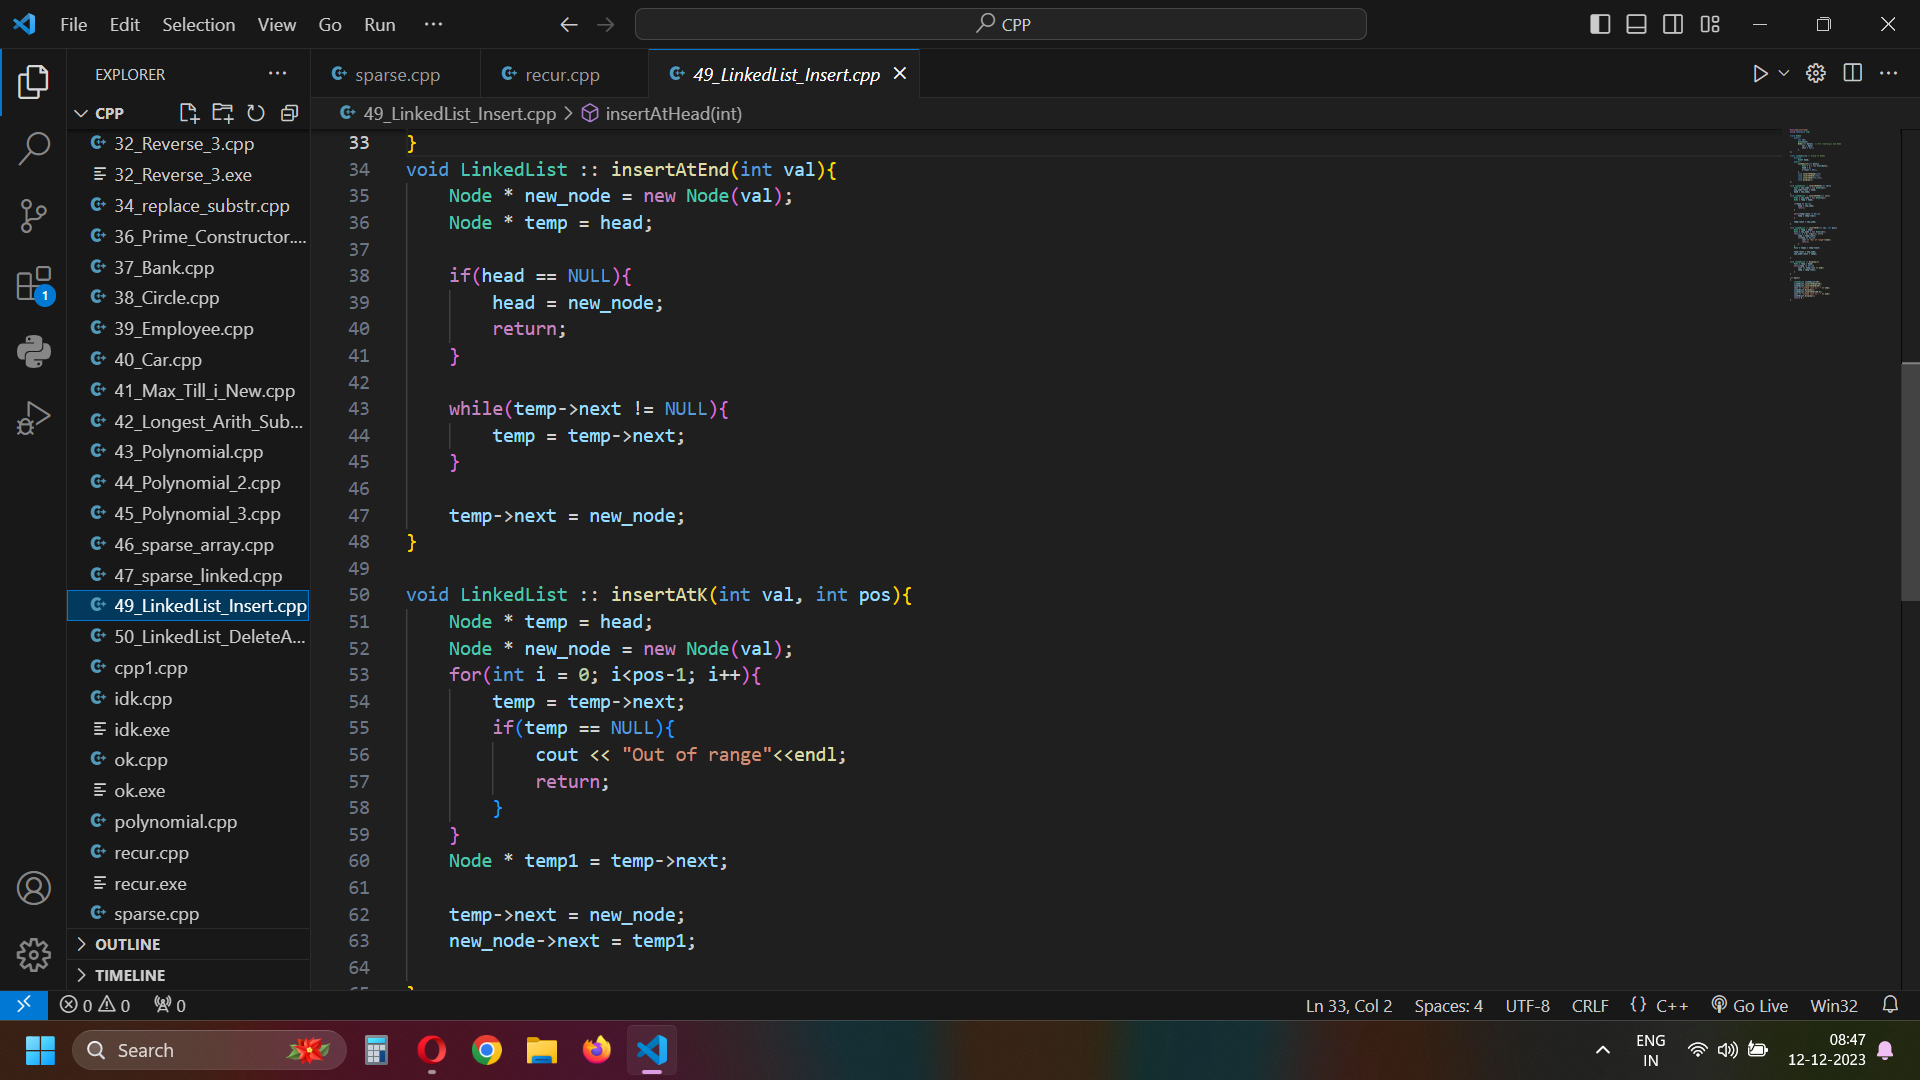 File Edit Selection View Go Run ··· CPP
EXPLORER ···
sparse.cpp recur.cpp 49_LinkedList_Insert.cpp
CPP
49_LinkedList_Insert.cpp > insertAtHead(int)
32_Reverse_3.cpp
32_Reverse_3.exe
34_replace_substr.cpp
36_Prime_Constructor....
37_Bank.cpp
38_Circle.cpp
39_Employee.cpp
40_Car.cpp
41_Max_Till_i_New.cpp
42_Longest_Arith_Sub...
43_Polynomial.cpp
44_Polynomial_2.cpp
45_Polynomial_3.cpp
46_sparse_array.cpp
47_sparse_linked.cpp
49_LinkedList_Insert.cpp
50_LinkedList_DeleteA...
cpp1.cpp
idk.cpp
idk.exe
ok.cpp
ok.exe
polynomial.cpp
recur.cpp
recur.exe
sparse.cpp
OUTLINE
TIMELINE
1
33 }
34 void LinkedList :: insertAtEnd(int val){
35     Node * new_node = new Node(val);
36     Node * temp = head;
37
38     if(head == NULL){
39         head = new_node;
40         return;
41     }
42
43     while(temp->next != NULL){
44         temp = temp->next;
45     }
46
47     temp->next = new_node;
48 }
49
50 void LinkedList :: insertAtK(int val, int pos){
51     Node * temp = head;
52     Node * new_node = new Node(val);
53     for(int i = 0; i<pos-1; i++){
54         temp = temp->next;
55         if(temp == NULL){
56             cout << "Out of range"<<endl;
57             return;
58         }
59     }
60     Node * temp1 = temp->next;
61
62     temp->next = new_node;
63     new_node->next = temp1;
64
0 0 0 Ln 33, Col 2 Spaces: 4 UTF-8 CRLF {} C++ Go Live Win32
Search ENG IN 08:47 12-12-2023